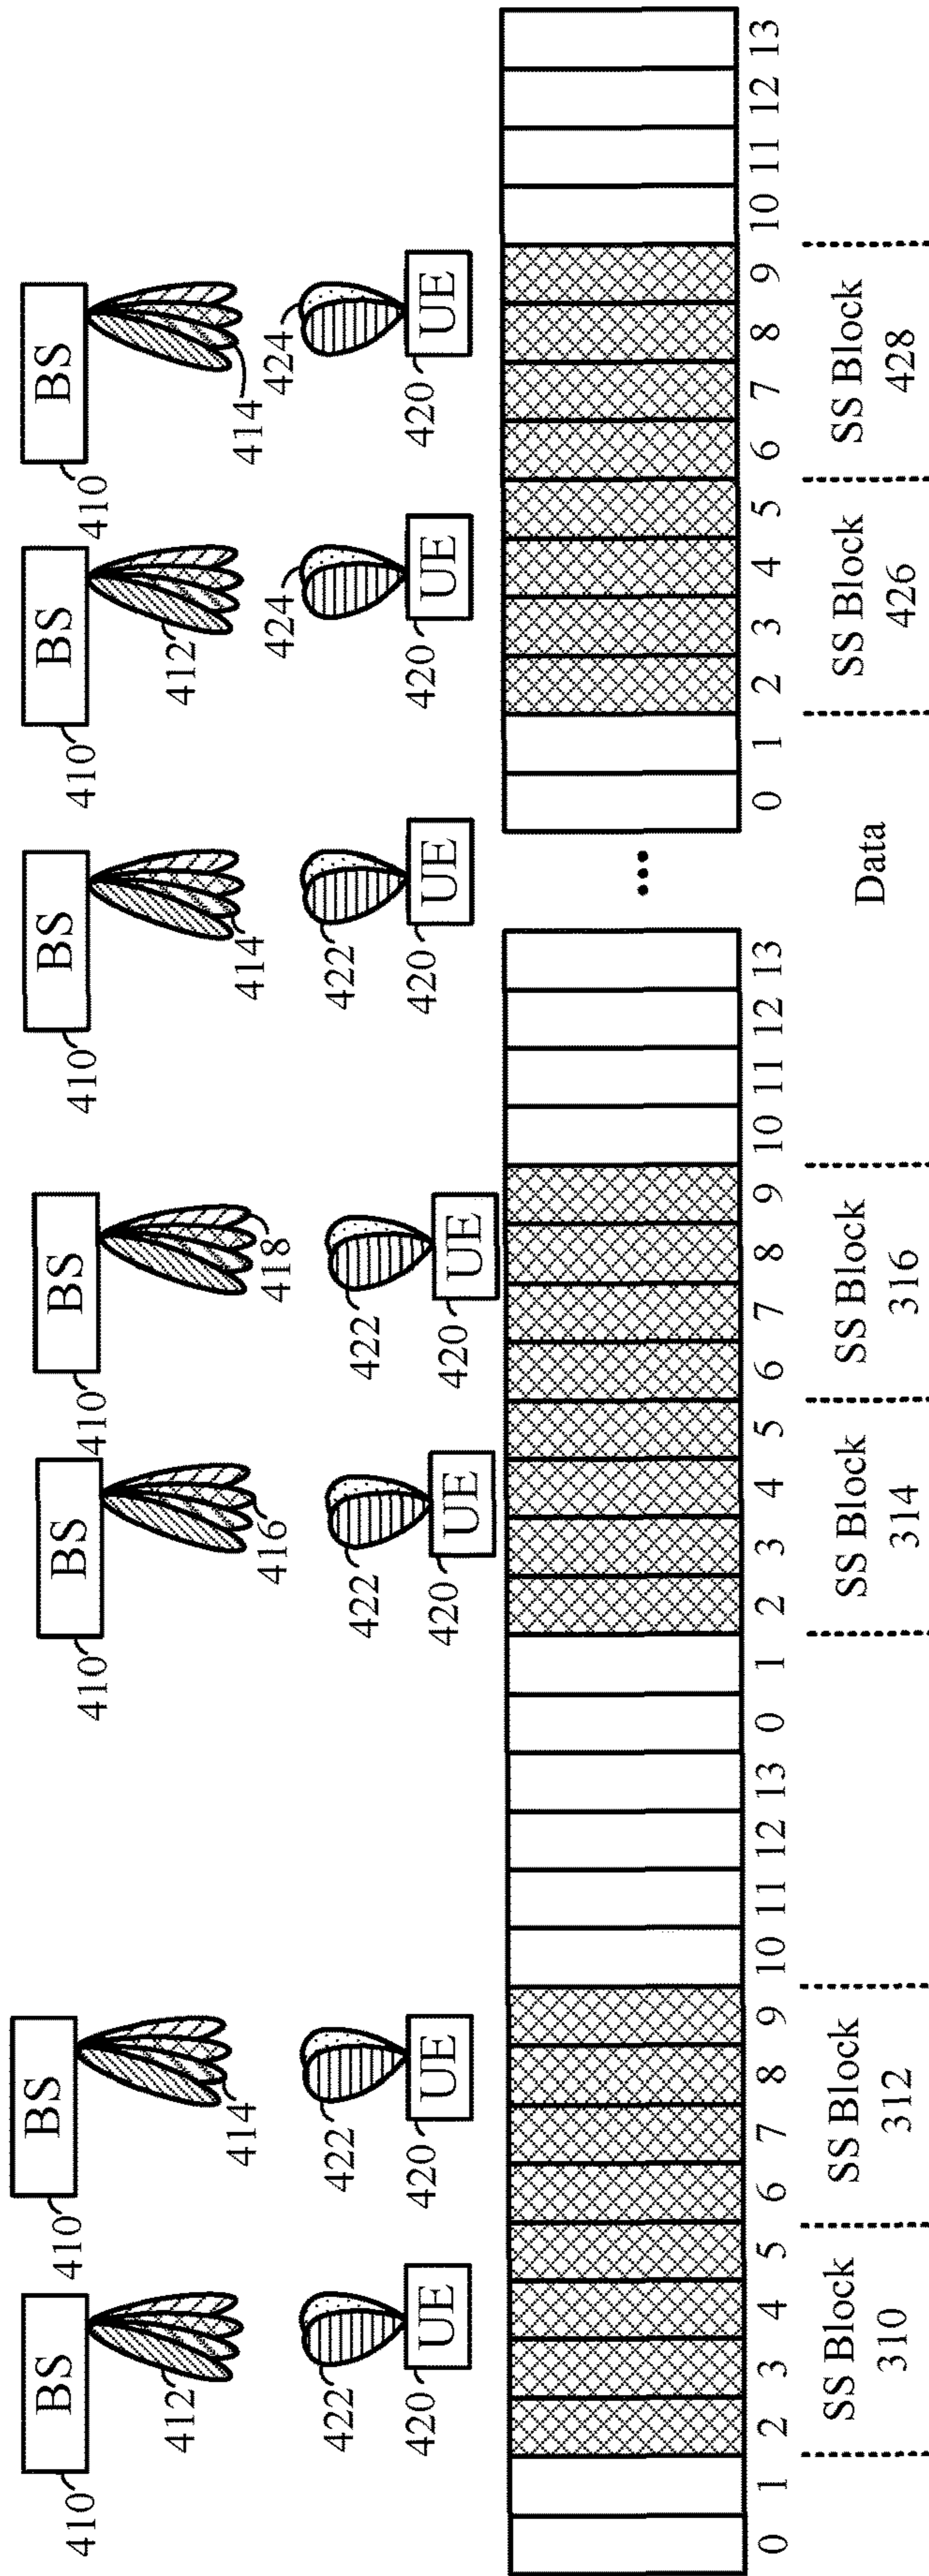 BS BS BS BS BS BS BS
410 410 410 410 410 410 410
412 414 416 418 414 412 414
422 422 422 422 422 424 424
420 420 420 420 420 420 420
UE UE UE UE UE UE UE
...
0 1 2 3 4 5 6 7 8 9 10 11 12 13 0 1 2 3 4 5 6 7 8 9 10 11 12 13 0 1 2 3 4 5 6 7 8 9 10 11 12 13
SS Block SS Block SS Block SS Block Data SS Block SS Block
310 312 314 316 426 428